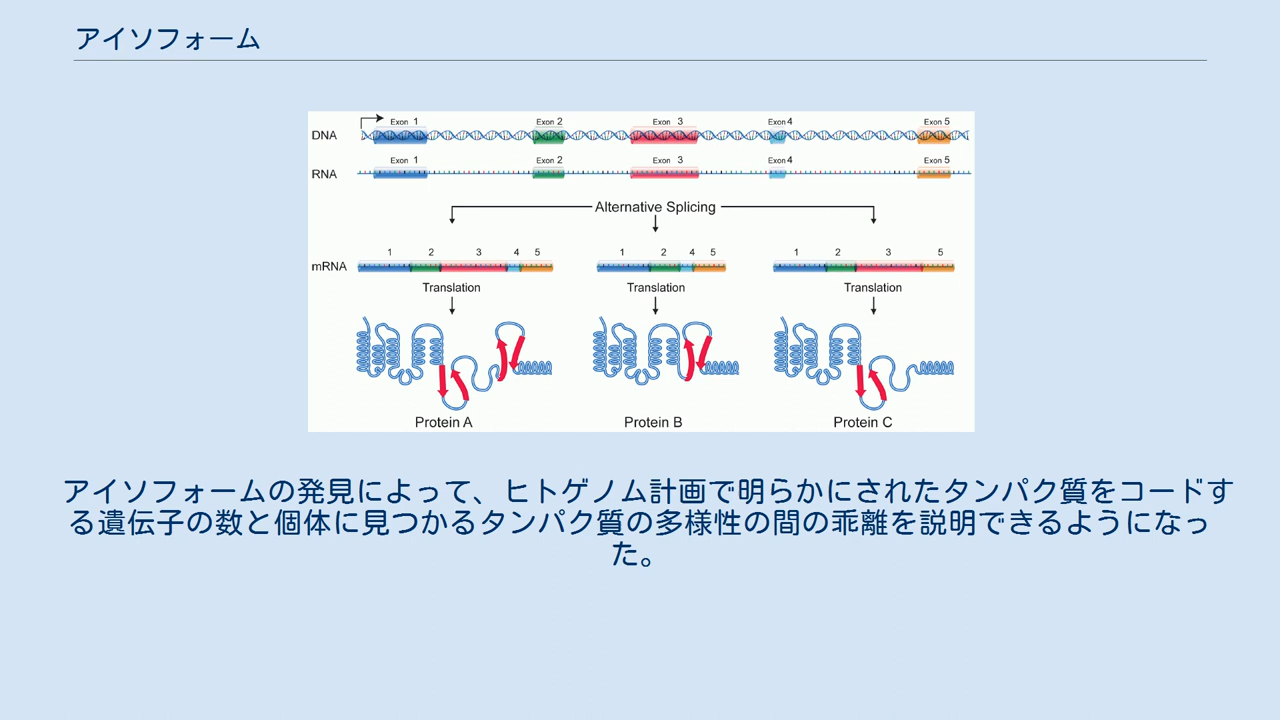 アイソフォーム
Exon 1 Exon 2 Exon 3 Exon 4 Exon 5
DNA
Exon 1 Exon 2 Exon 3 Exon 4 Exon 5
RNA
Alternative Splicing
1 2 3 4 5 1 2 4 5 1 2 3 5
mRNA
Translation Translation Translation
Protein A Protein B Protein C
アイソフォームの発見によって、ヒトゲノム計画で明らかにされたタンパク質をコードす
る遺伝子の数と個体に見つかるタンパク質の多様性の間の乖離を説明できるようになっ
た。